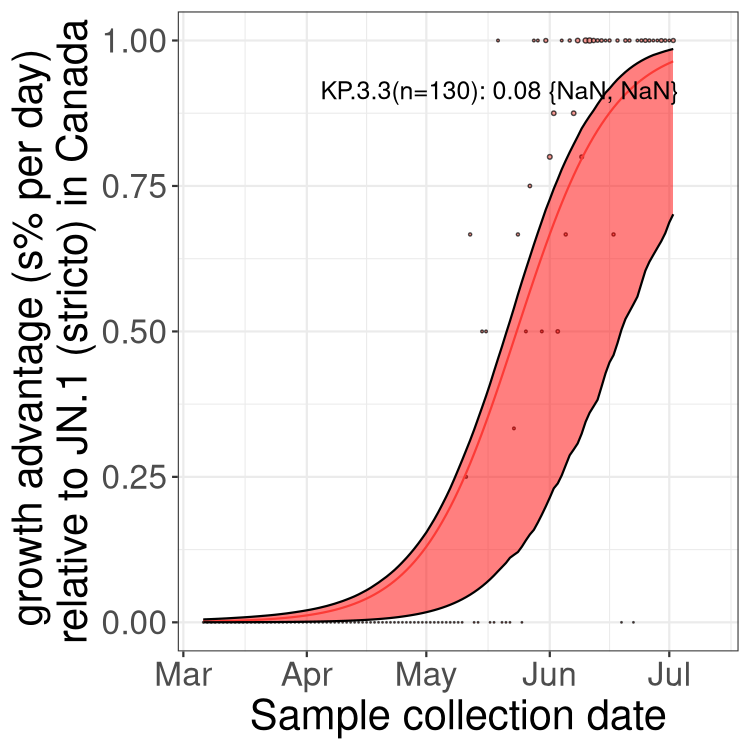 growth advantage (s% per day)
relative to JN.1 (stricto) in Canada
1.00
0.75
0.50
0.25
0.00
KP.3.3(n=130): 0.08 {NaN, NaN}
Mar Apr May Jun Jul
Sample collection date